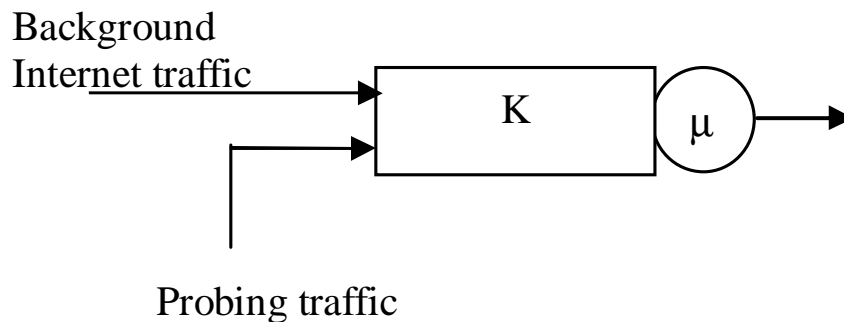 Background
Internet traffic
K
μ
Probing traffic